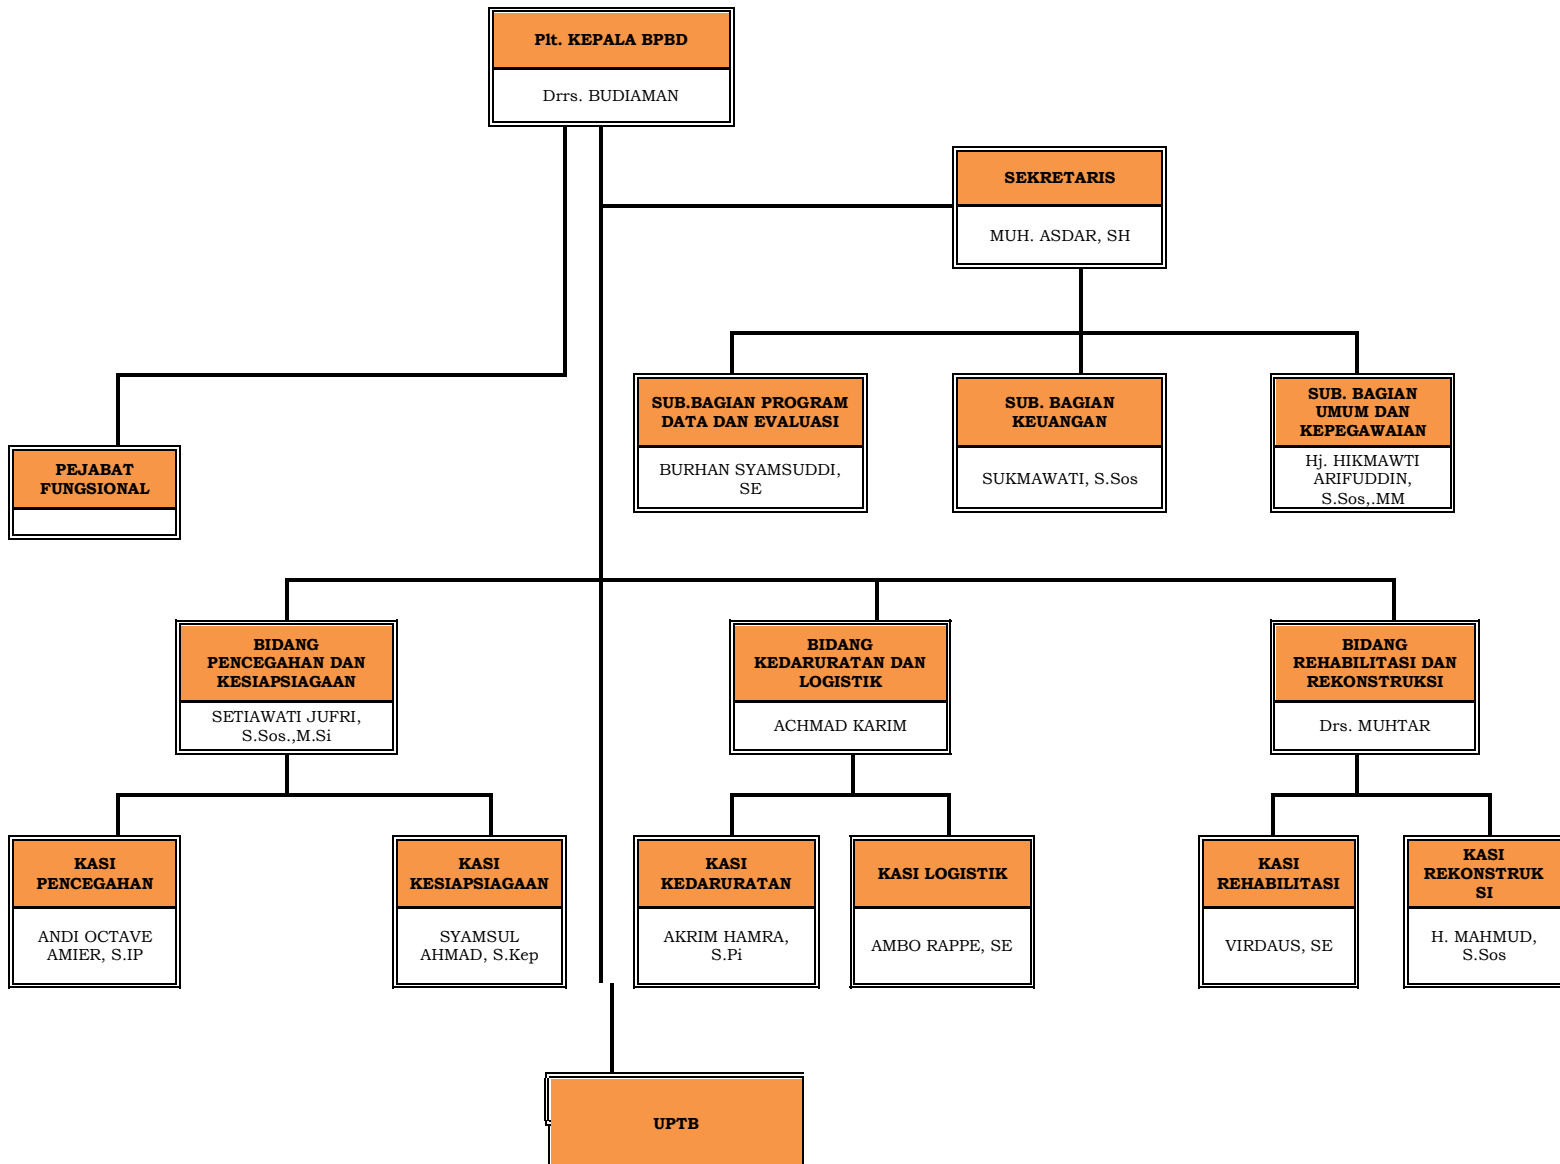 Plt. KEPALA BPBD
Drrs. BUDIAMAN
SEKRETARIS
MUH. ASDAR, SH
SUB.BAGIAN PROGRAM
DATA DAN EVALUASI
BURHAN SYAMSUDDI,
SE
SUB. BAGIAN
KEUANGAN
SUKMAWATI, S.Sos
SUB. BAGIAN
UMUM DAN
KEPEGAWAIAN
Hj. HIKMAWTI
ARIFUDDIN,
S.Sos,.MM
PEJABAT
FUNGSIONAL
BIDANG
PENCEGAHAN DAN
KESIAPSIAGAAN
SETIAWATI JUFRI,
S.Sos.,M.Si
BIDANG
KEDARURATAN DAN
LOGISTIK
ACHMAD KARIM
BIDANG
REHABILITASI DAN
REKONSTRUKSI
Drs. MUHTAR
KASI
PENCEGAHAN
ANDI OCTAVE
AMIER, S.IP
KASI
KESIAPSIAGAAN
SYAMSUL
AHMAD, S.Kep
KASI
KEDARURATAN
AKRIM HAMRA,
S.Pi
KASI LOGISTIK
AMBO RAPPE, SE
KASI
REHABILITASI
VIRDAUS, SE
KASI
REKONSTRUK
SI
H. MAHMUD,
S.Sos
UPTB